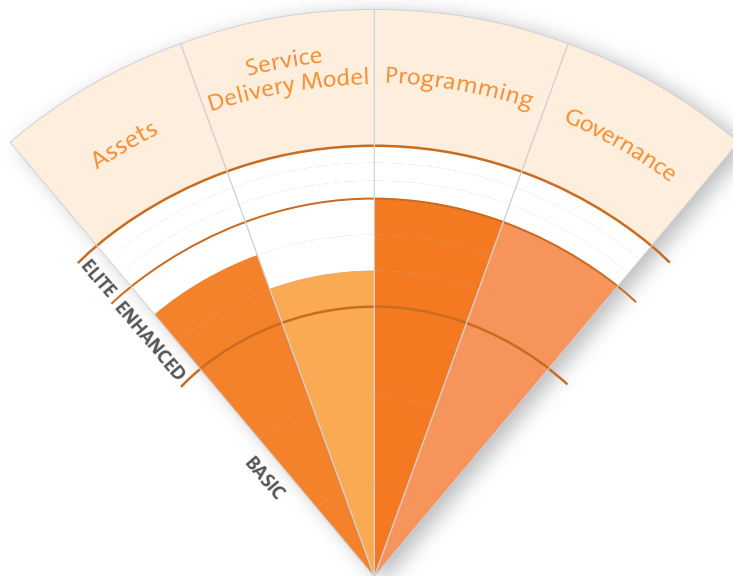 Assets
Service
Delivery Model
Programming
Governance
ELITE
ENHANCED
BASIC